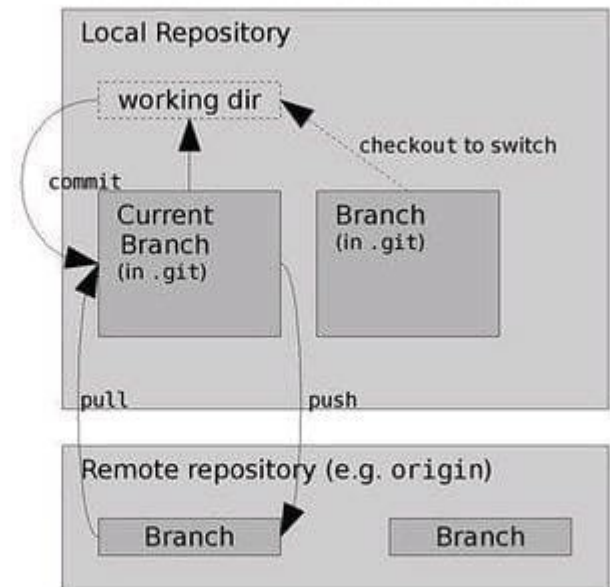 Local Repository
working dir
checkout to switch
commit
Current
Branch
(in .git)
Branch
(in .git)
pull
push
Remote repository (e.g. origin)
Branch
Branch